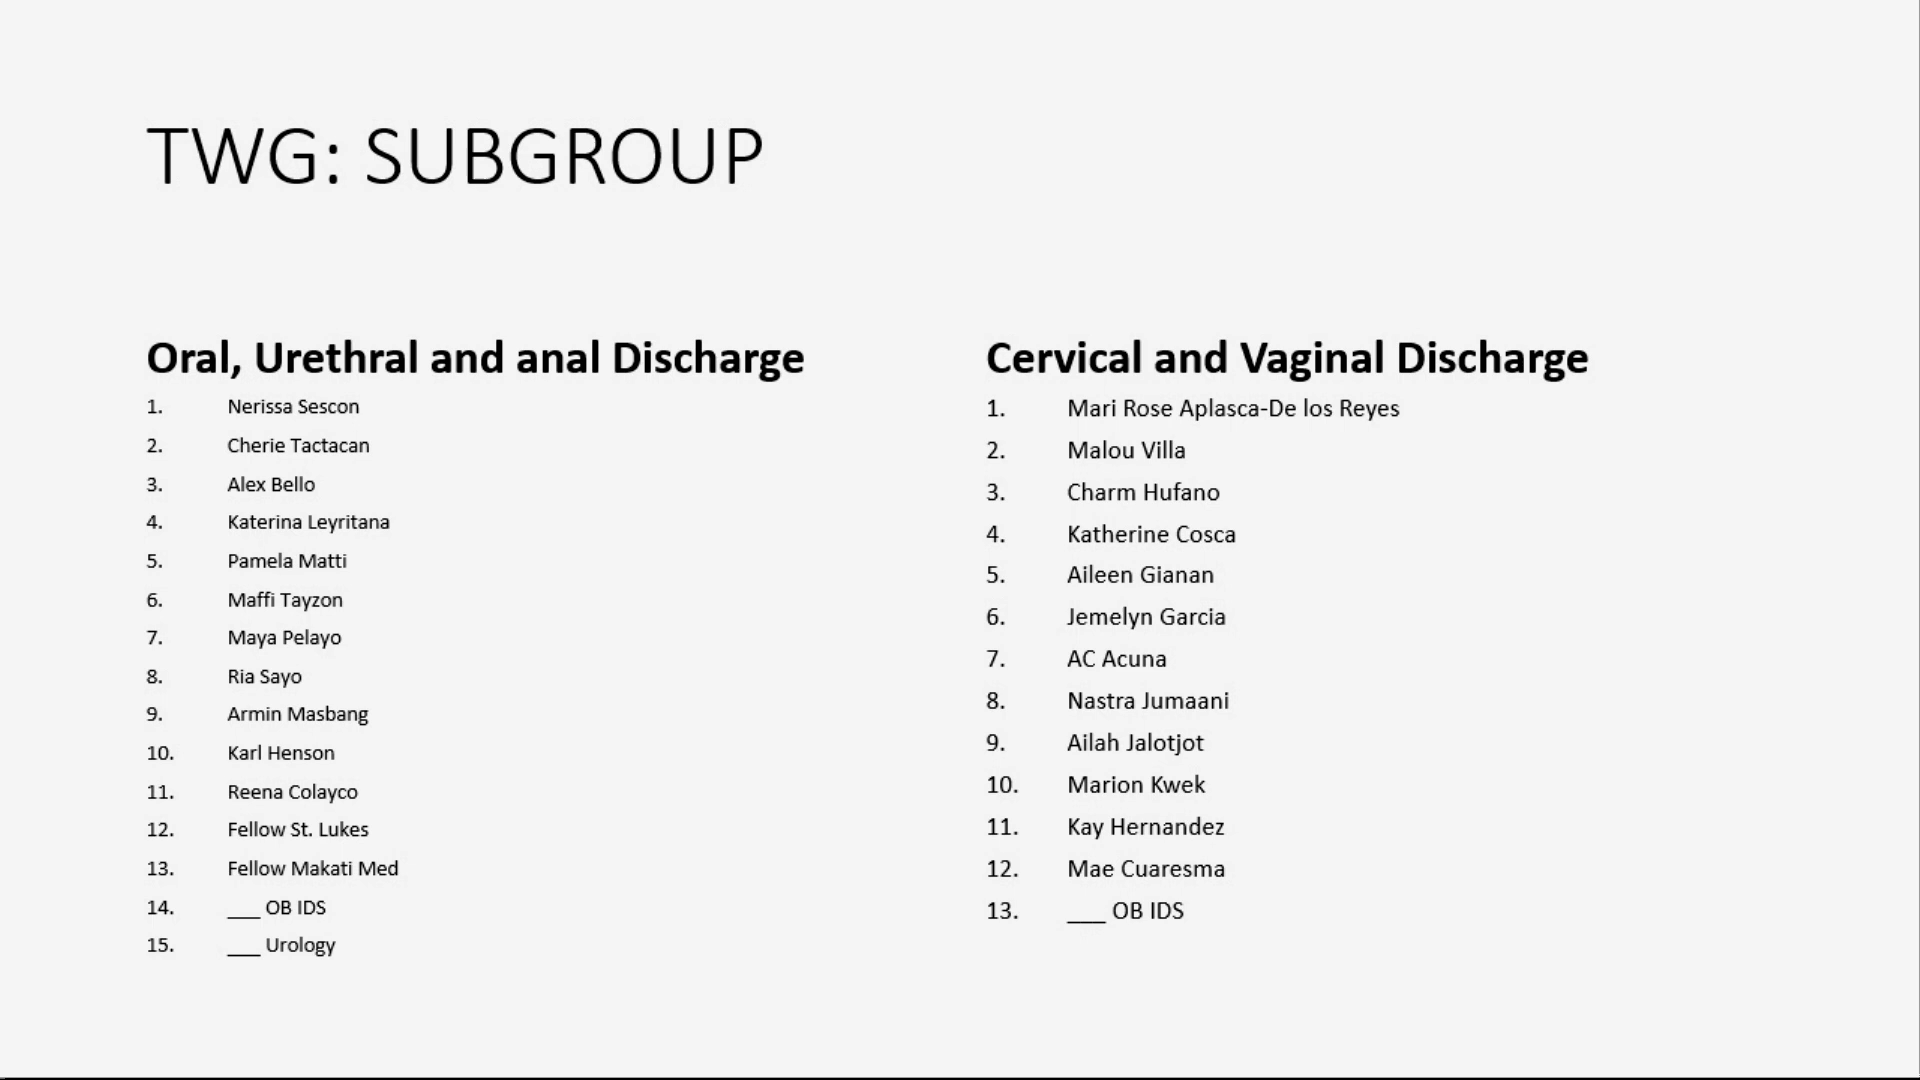 TWG: SUBGROUP
Oral, Urethral and anal Discharge
1. Nerissa Sescon
2. Cherie Tactacan
3. Alex Bello
4. Katerina Leyritana
5. Pamela Matti
6. Maffi Tayzon
7. Maya Pelayo
8. Ria Sayo
9. Armin Masbang
10. Karl Henson
11. Reena Colayco
12. Fellow St. Lukes
13. Fellow Makati Med
14. ___ OB IDS
15. ___ Urology
Cervical and Vaginal Discharge
1. Mari Rose Aplasca-De los Reyes
2. Malou Villa
3. Charm Hufano
4. Katherine Cosca
5. Aileen Gianan
6. Jemelyn Garcia
7. AC Acuna
8. Nastra Jumaani
9. Ailah Jalotjot
10. Marion Kwek
11. Kay Hernandez
12. Mae Cuaresma
13. ___ OB IDS